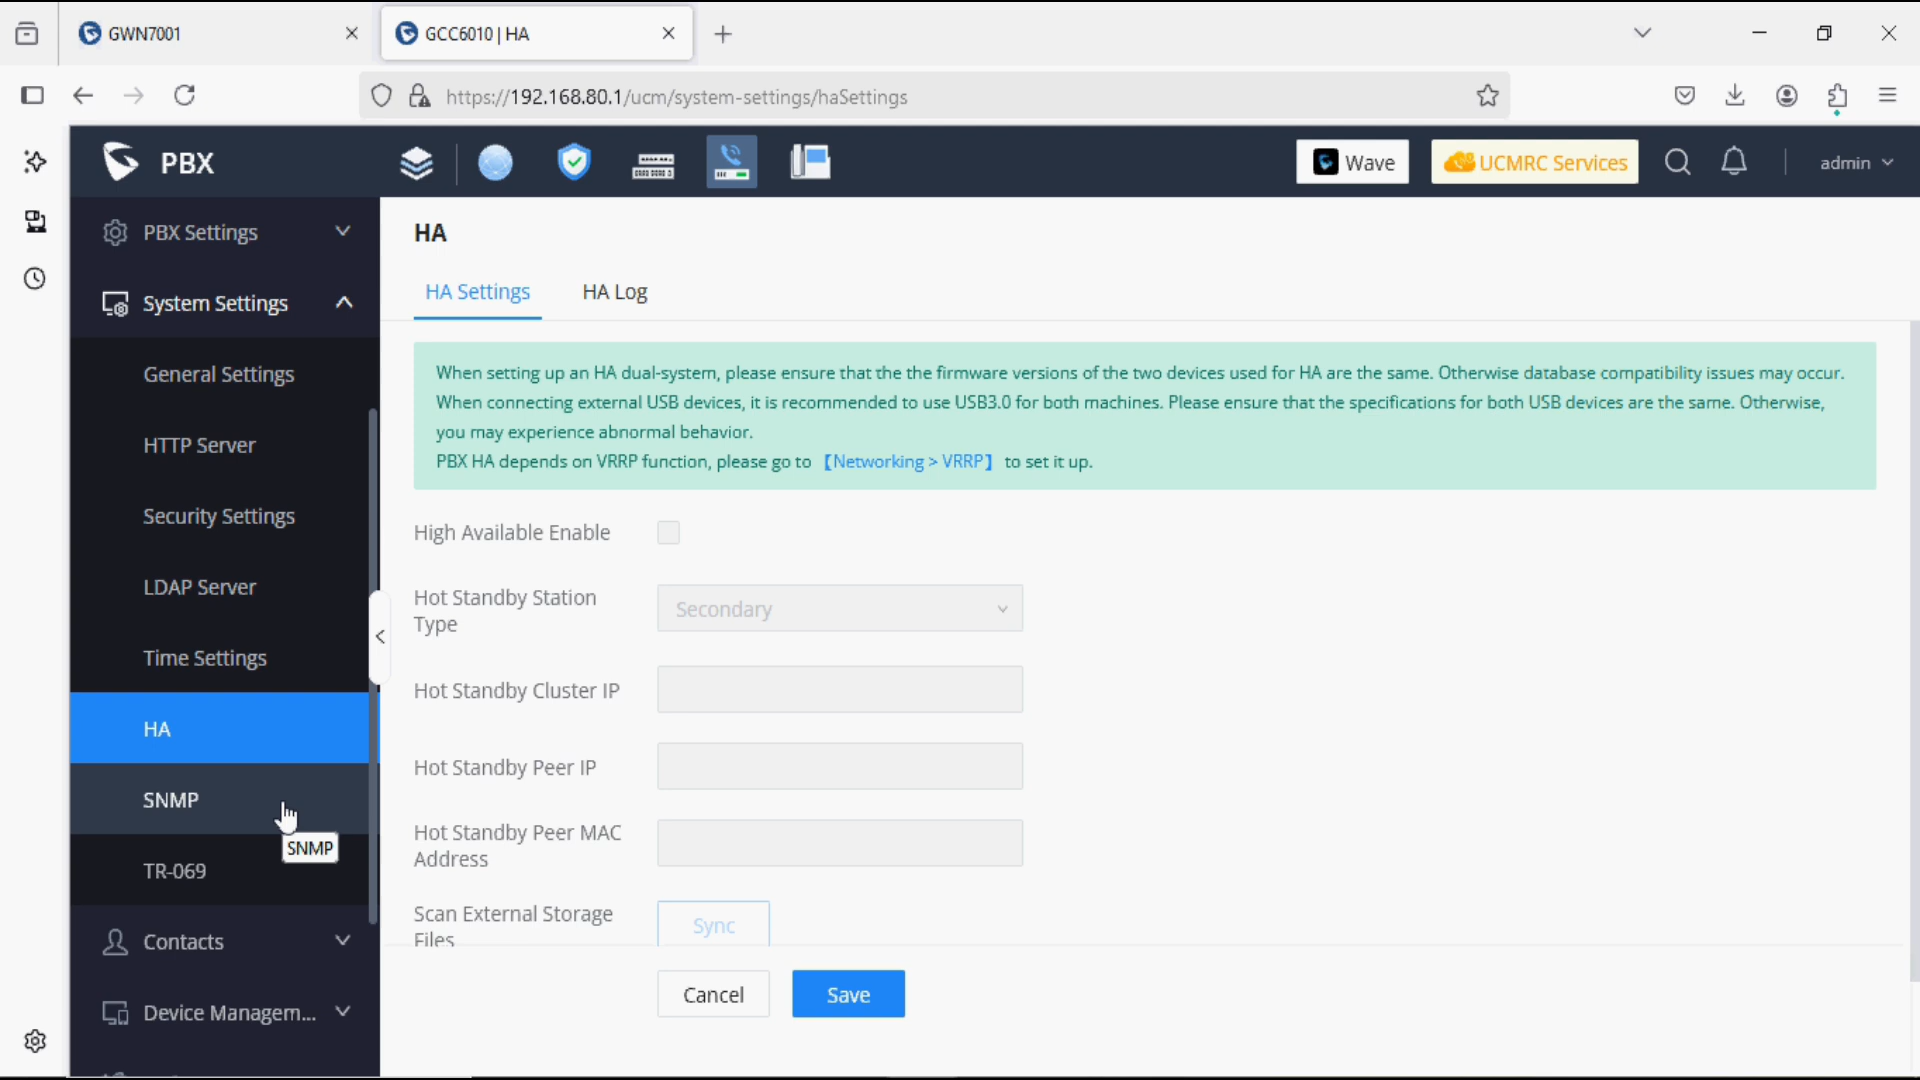 GWN7001
GCC6010 | HA
https://192.168.80.1/ucm/system-settings/haSettings
PBX
Wave
UCMRC Services
admin
PBX Settings
System Settings
General Settings
HTTP Server
Security Settings
LDAP Server
Time Settings
HA
SNMP
SNMP
TR-069
Contacts
Device Managem...
HA
HA Settings
HA Log
When setting up an HA dual-system, please ensure that the the firmware versions of the two devices used for HA are the same. Otherwise database compatibility issues may occur.
When connecting external USB devices, it is recommended to use USB3.0 for both machines. Please ensure that the specifications for both USB devices are the same. Otherwise,
you may experience abnormal behavior.
PBX HA depends on VRRP function, please go to 【Networking > VRRP】 to set it up.
High Available Enable
Hot Standby Station
Type
Secondary
Hot Standby Cluster IP
Hot Standby Peer IP
Hot Standby Peer MAC
Address
Scan External Storage
Files
Sync
Cancel
Save